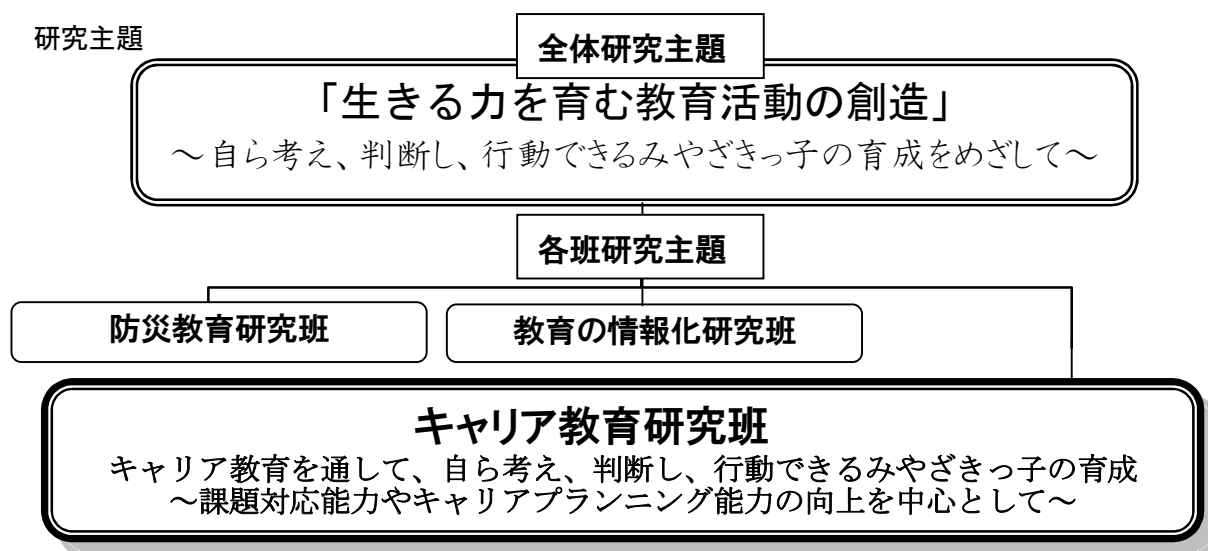 研究主題
全体研究主題
「生きる力を育む教育活動の創造」
～自ら考え、判断し、行動できるみやざきっ子の育成をめざして～
各班研究主題
防災教育研究班
教育の情報化研究班
キャリア教育研究班
キャリア教育を通して、自ら考え、判断し、行動できるみやざきっ子の育成
～課題対応能力やキャリアプランニング能力の向上を中心として～